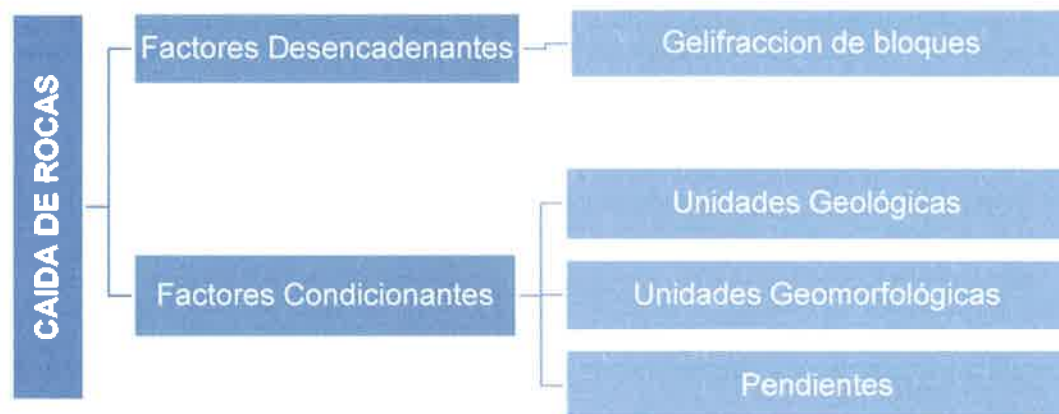 CAIDA DE ROCAS
Factores Desencadenantes
Gelifraccion de bloques
Factores Condicionantes
Unidades Geológicas
Unidades Geomorfológicas
Pendientes